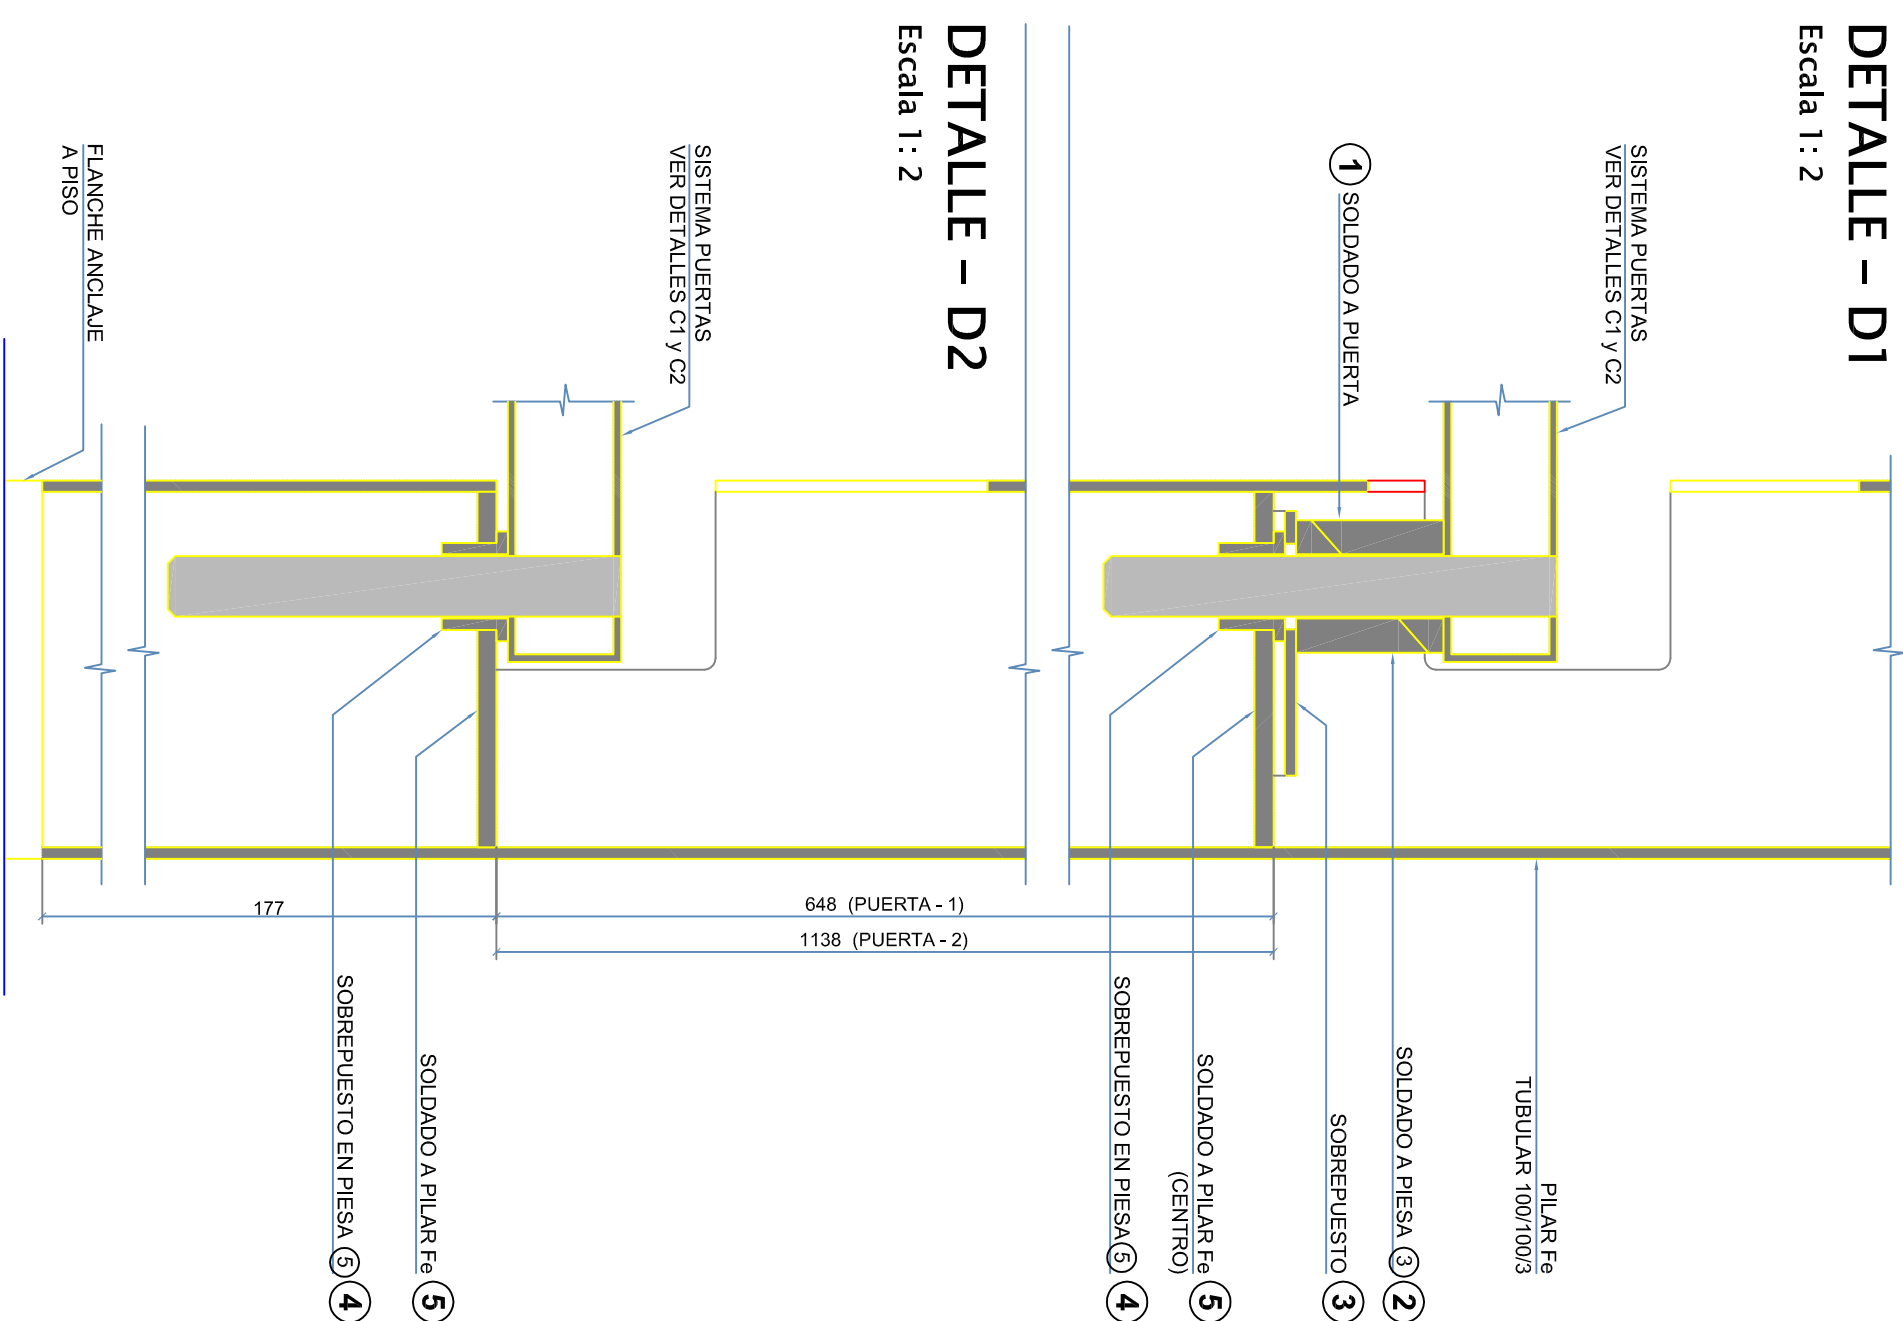 DETALLE - D1
Escala 1: 2
SISTEMA PUERTAS
VER DETALLES C1 y C2
1 SOLDADO A PUERTA
PILAR Fe
TUBULAR 100/100/3
SOLDADO A PIESA 3 2
SOBREPUESTO 3
SOLDADO A PILAR Fe 5
(CENTRO)
SOBREPUESTO EN PIESA 5 4
DETALLE - D2
Escala 1: 2
SISTEMA PUERTAS
VER DETALLES C1 y C2
648 (PUERTA - 1)
1138 (PUERTA - 2)
177
SOLDADO A PILAR Fe 5
SOBREPUESTO EN PIESA 5 4
FLANCHE ANCLAJE
A PISO